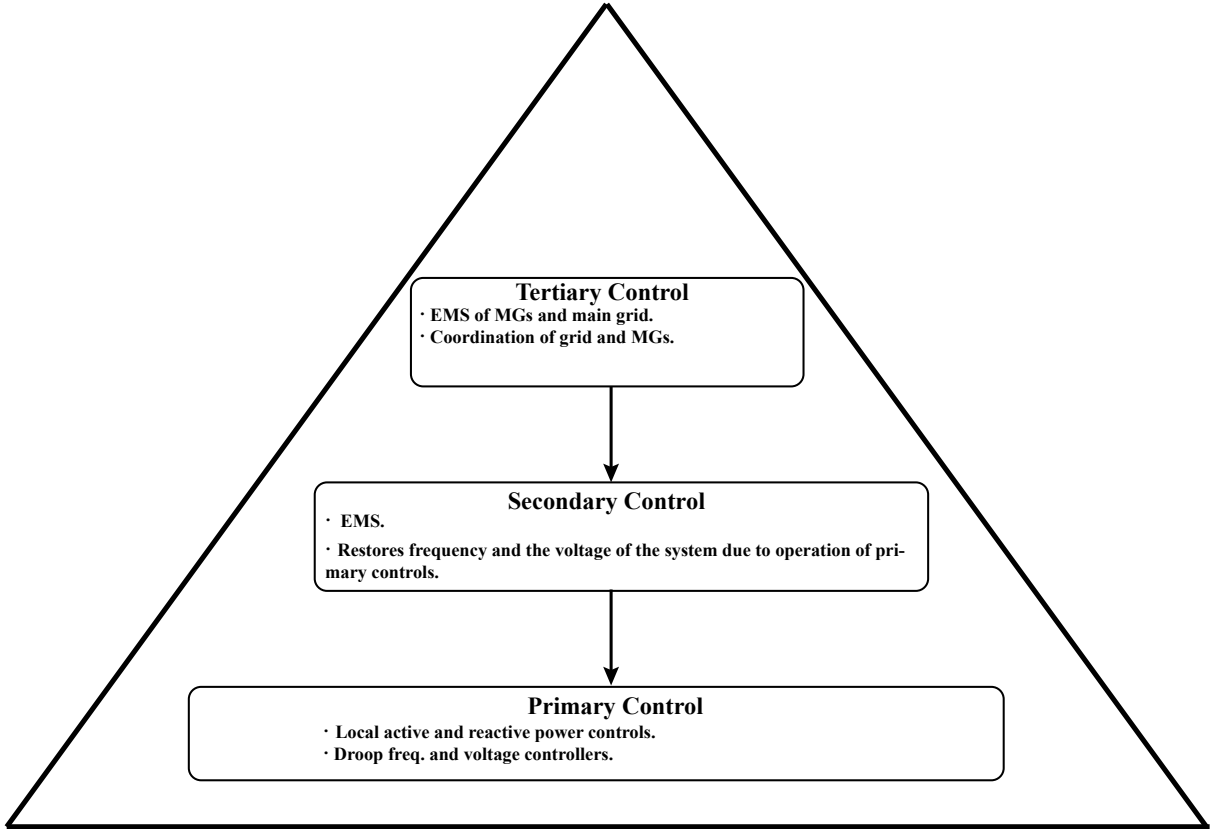 Tertiary Control
· EMS of MGs and main grid.
· Coordination of grid and MGs.
Secondary Control
· EMS.
· Restores frequency and the voltage of the system due to operation of pri-
mary controls.
Primary Control
· Local active and reactive power controls.
· Droop freq. and voltage controllers.